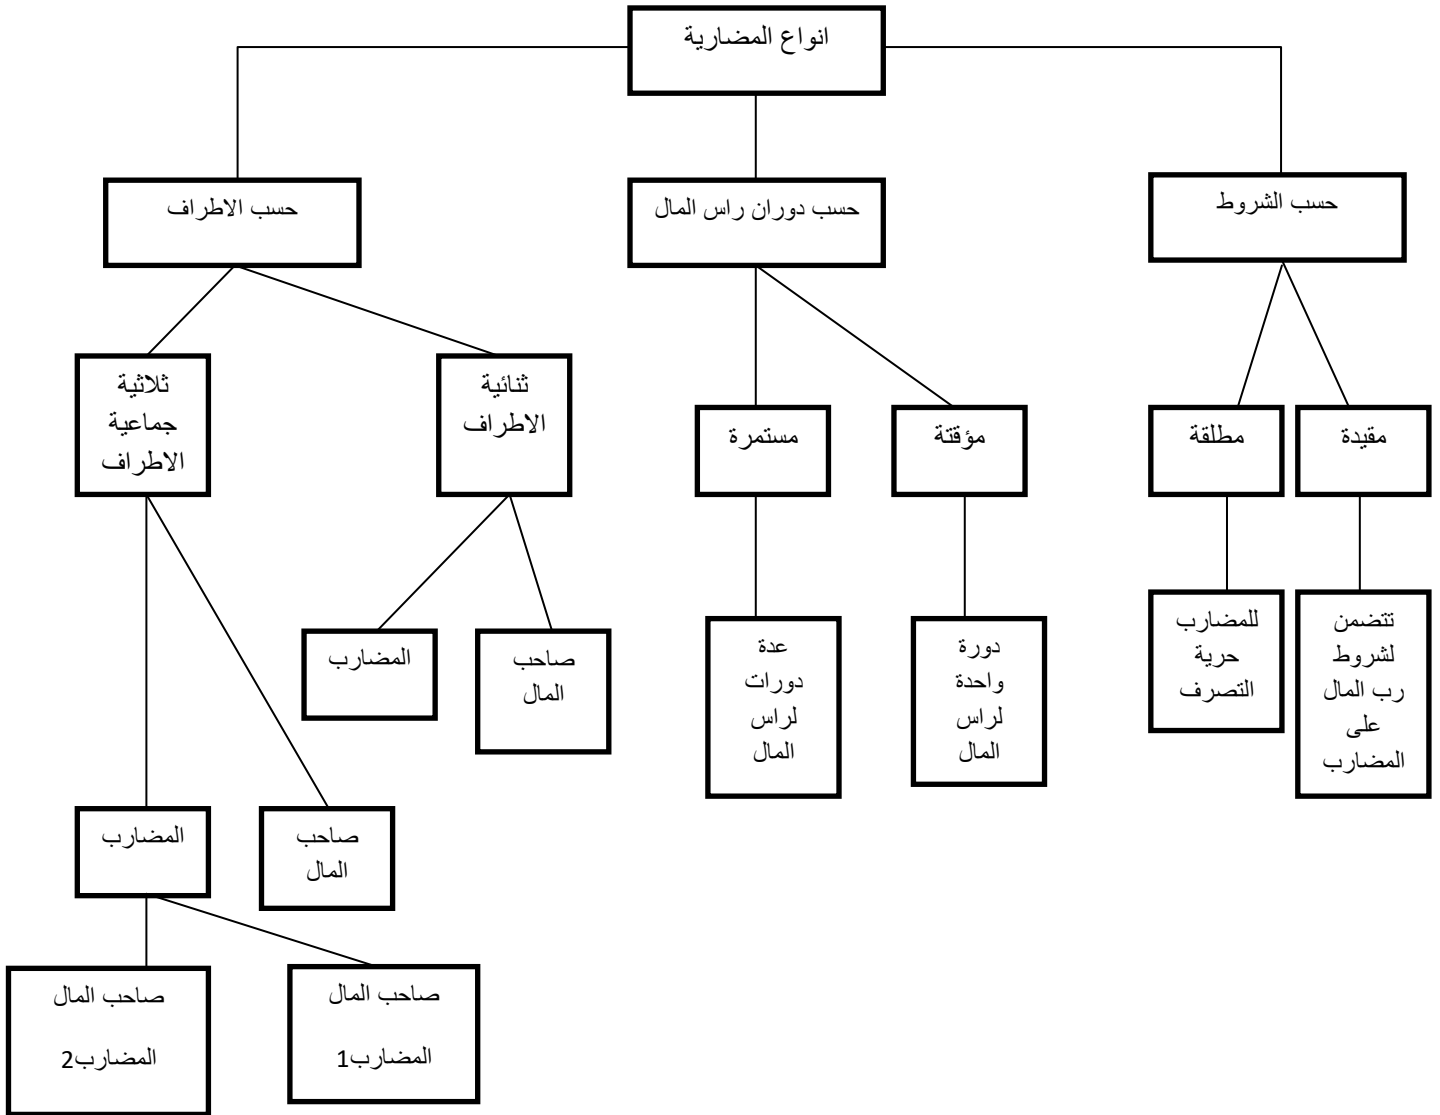 انواع المضاربة
حسب الشروط
حسب دوران راس المال
حسب الاطراف
مقيدة
مطلقة
مؤقتة
مستمرة
ثنائية
الاطراف
ثلاثية
جماعية
الاطراف
تتضمن
لشروط
رب المال
على
المضارب
للمضارب
حرية
التصرف
دورة
واحدة
لراس
المال
عدة
دورات
لراس
المال
صاحب
المال
المضارب
صاحب
المال
المضارب
صاحب المال
المضارب1
صاحب المال
المضارب2